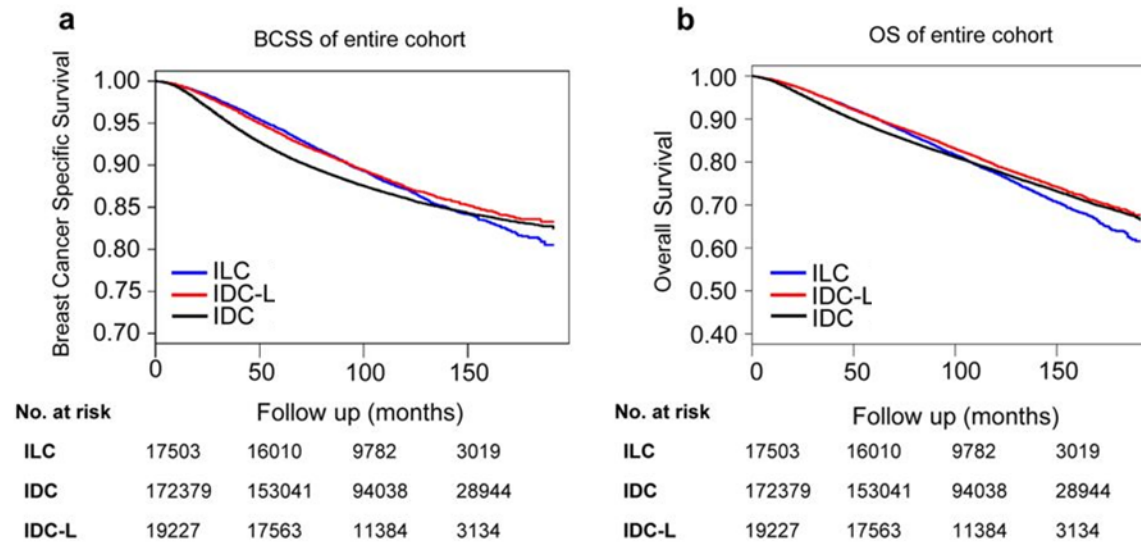 a
BCSS of entire cohort
Breast Cancer Specific Survival
1.00
0.95
0.90
0.85
0.80
0.75
0.70
ILC
IDC-L
IDC
0 50 100 150
Follow up (months)
No. at risk
ILC 17503 16010 9782 3019
IDC 172379 153041 94038 28944
IDC-L 19227 17563 11384 3134
b
OS of entire cohort
Overall Survival
1.00
0.90
0.80
0.70
0.60
0.50
0.40
ILC
IDC-L
IDC
0 50 100 150
Follow up (months)
No. at risk
ILC 17503 16010 9782 3019
IDC 172379 153041 94038 28944
IDC-L 19227 17563 11384 3134